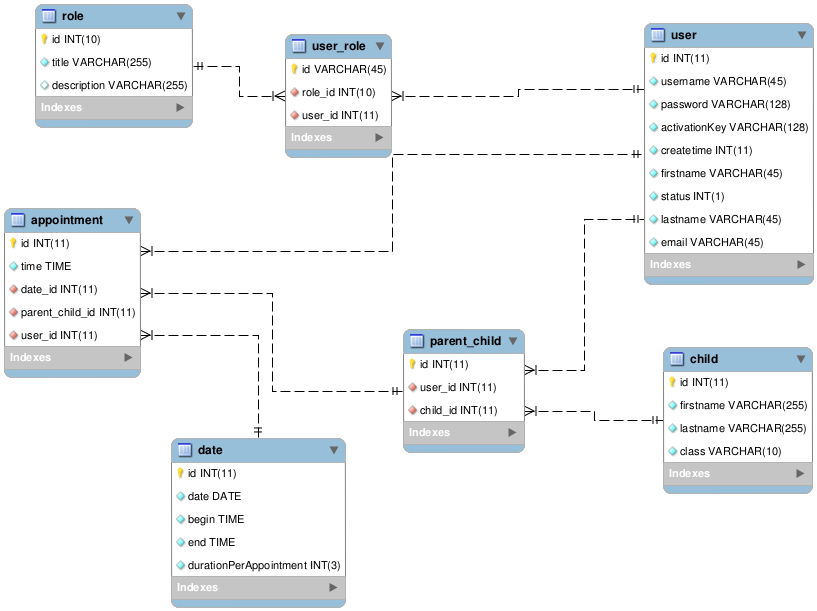 role
id INT(10)
title VARCHAR(255)
description VARCHAR(255)
Indexes
user_role
id VARCHAR(45)
role_id INT(10)
user_id INT(11)
Indexes
user
id INT(11)
username VARCHAR(45)
password VARCHAR(128)
activationKey VARCHAR(128)
createtime INT(11)
firstname VARCHAR(45)
status INT(1)
lastname VARCHAR(45)
email VARCHAR(45)
Indexes
appointment
id INT(11)
time TIME
date_id INT(11)
parent_child_id INT(11)
user_id INT(11)
Indexes
parent_child
id INT(11)
user_id INT(11)
child_id INT(11)
Indexes
child
id INT(11)
firstname VARCHAR(255)
lastname VARCHAR(255)
class VARCHAR(10)
Indexes
date
id INT(11)
date DATE
begin TIME
end TIME
durationPerAppointment INT(3)
Indexes